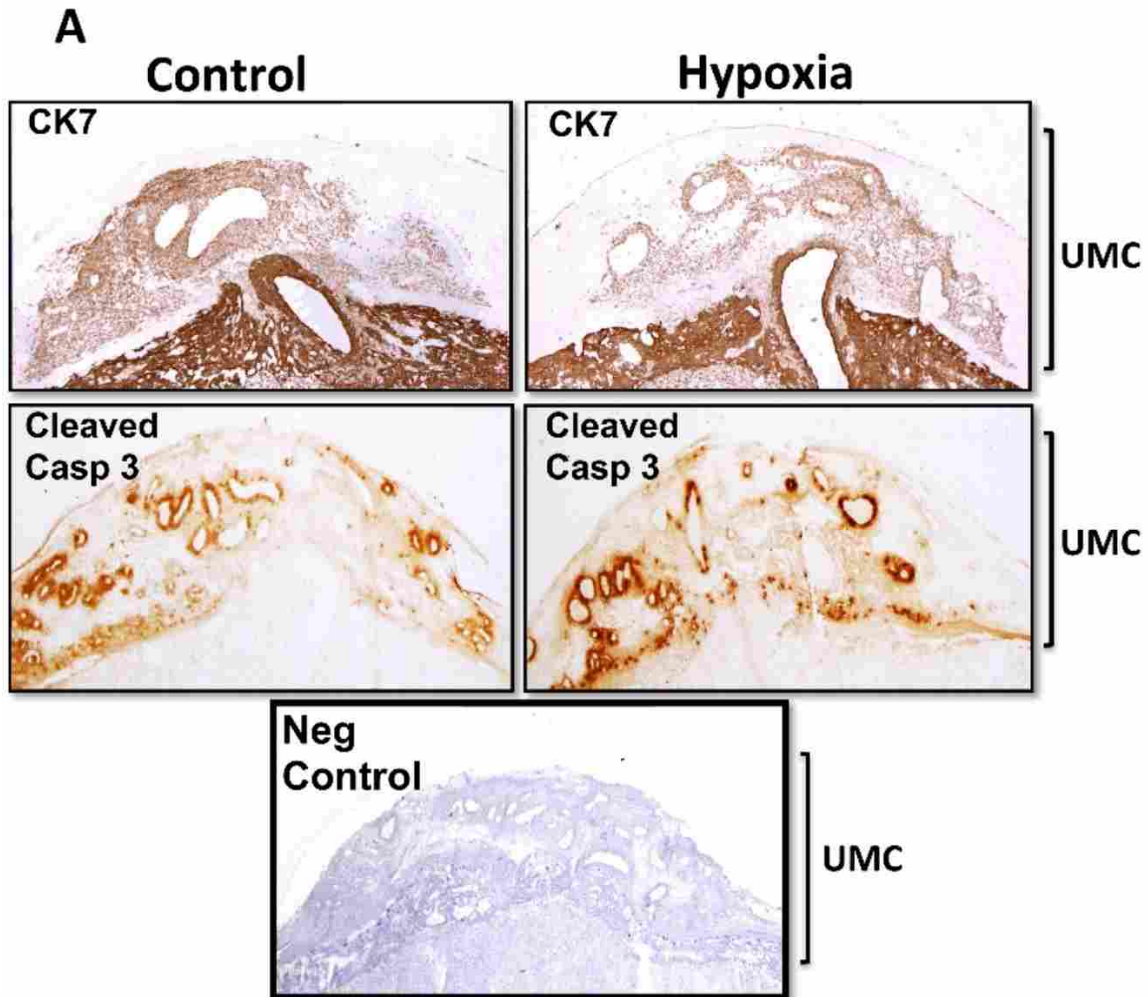 A
Control
Hypoxia
CK7
CK7
UMC
Cleaved
Casp 3
Cleaved
Casp 3
UMC
Neg
Control
UMC